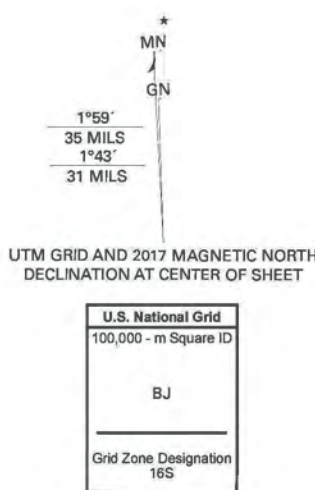 ★
MN
GN
1°59´
35 MILS
1°43´
31 MILS
UTM GRID AND 2017 MAGNETIC NORTH
DECLINATION AT CENTER OF SHEET
U.S. National Grid
100,000 - m Square ID
BJ
Grid Zone Designation
16S